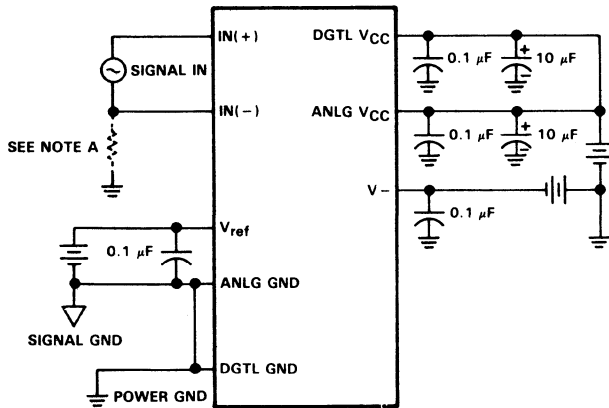 IN(+)
DGTL VCC
0.1 µF
+
10 µF
−
SIGNAL IN
IN(−)
ANLG VCC
0.1 µF
+
10 µF
−
SEE NOTE A
V−
0.1 µF
Vref
0.1 µF
ANLG GND
SIGNAL GND
DGTL GND
POWER GND